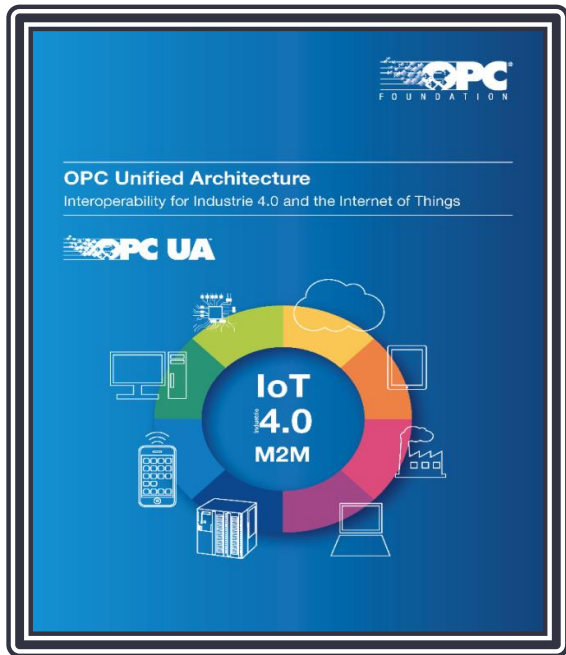 OPC
FOUNDATION
OPC Unified Architecture
Interoperability for Industrie 4.0 and the Internet of Things
OPC UA
IoT
Industrie
4.0
M2M